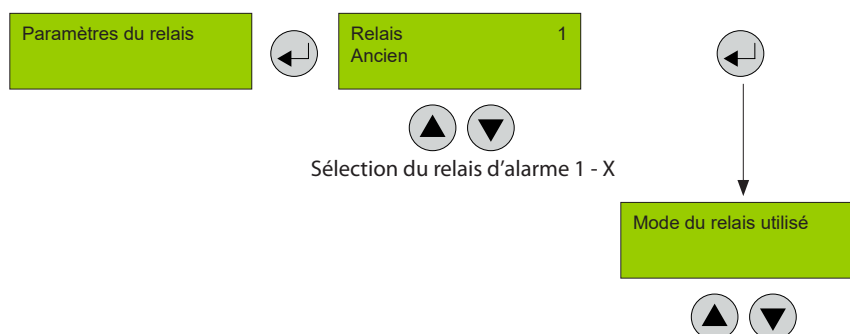 Paramètres du relais
Relais 1
Ancien
Sélection du relais d’alarme 1 - X
Mode du relais utilisé